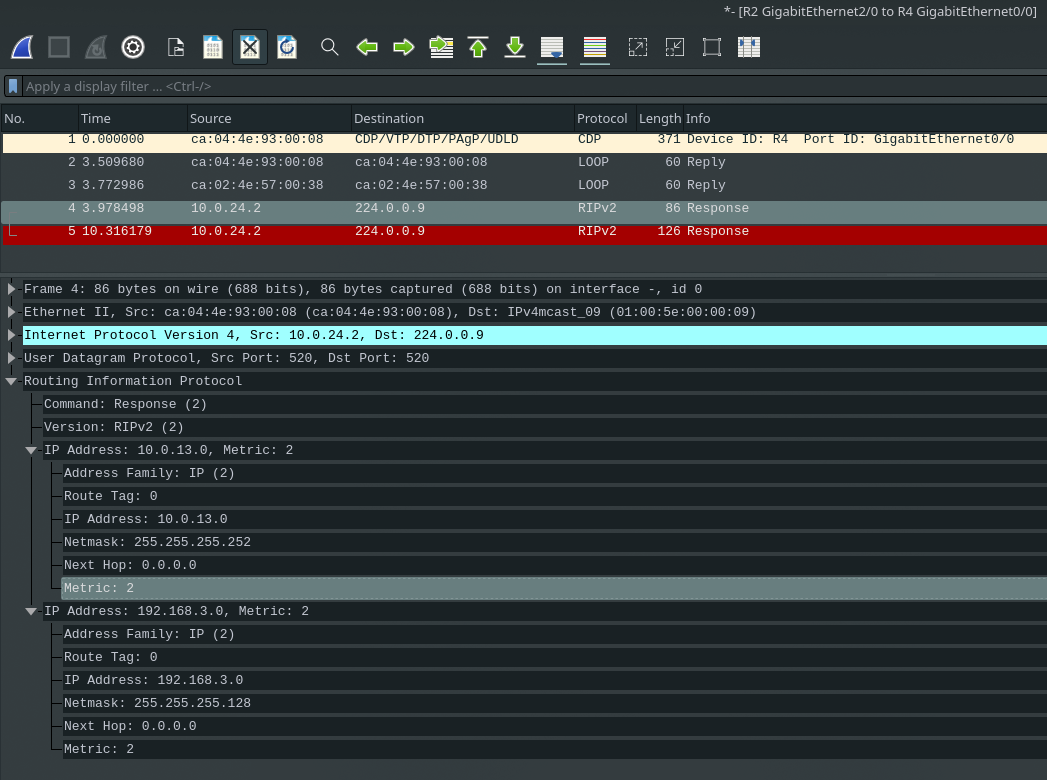 *- [R2 GigabitEthernet2/0 to R4 GigabitEthernet0/0]
Apply a display filter … <Ctrl-/>
No. Time Source Destination Protocol Length Info
1 0.000000 ca:04:4e:93:00:08 CDP/VTP/DTP/PAgP/UDLD CDP 371 Device ID: R4  Port ID: GigabitEthernet0/0
2 3.509680 ca:04:4e:93:00:08 ca:04:4e:93:00:08 LOOP 60 Reply
3 3.772986 ca:02:4e:57:00:38 ca:02:4e:57:00:38 LOOP 60 Reply
4 3.978498 10.0.24.2 224.0.0.9 RIPv2 86 Response
5 10.316179 10.0.24.2 224.0.0.9 RIPv2 126 Response
Frame 4: 86 bytes on wire (688 bits), 86 bytes captured (688 bits) on interface -, id 0
Ethernet II, Src: ca:04:4e:93:00:08 (ca:04:4e:93:00:08), Dst: IPv4mcast_09 (01:00:5e:00:00:09)
Internet Protocol Version 4, Src: 10.0.24.2, Dst: 224.0.0.9
User Datagram Protocol, Src Port: 520, Dst Port: 520
Routing Information Protocol
Command: Response (2)
Version: RIPv2 (2)
IP Address: 10.0.13.0, Metric: 2
Address Family: IP (2)
Route Tag: 0
IP Address: 10.0.13.0
Netmask: 255.255.255.252
Next Hop: 0.0.0.0
Metric: 2
IP Address: 192.168.3.0, Metric: 2
Address Family: IP (2)
Route Tag: 0
IP Address: 192.168.3.0
Netmask: 255.255.255.128
Next Hop: 0.0.0.0
Metric: 2